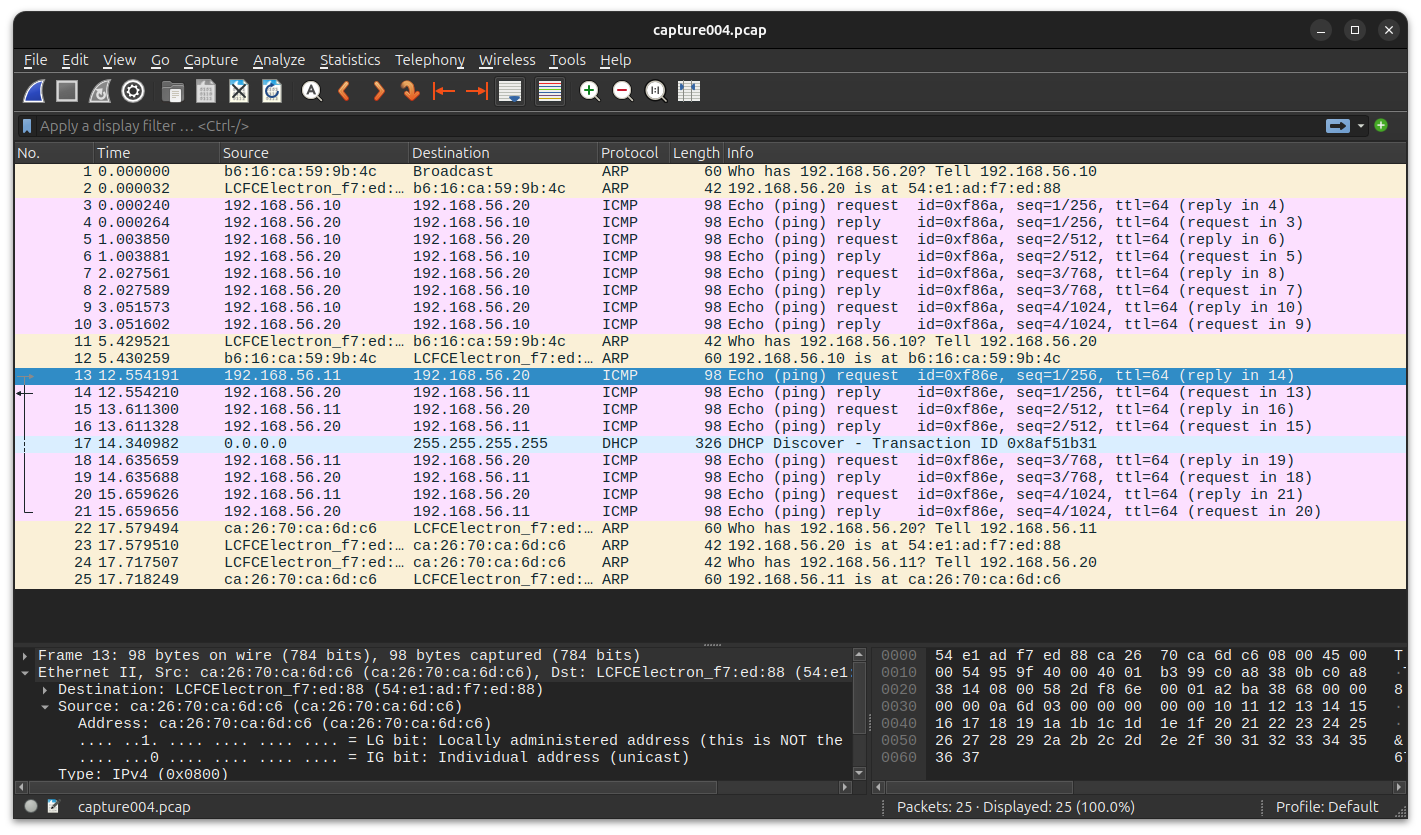 capture004.pcap
File Edit View Go Capture Analyze Statistics Telephony Wireless Tools Help
Apply a display filter … <Ctrl-/>
No. Time Source Destination Protocol Length Info
1 0.000000 b6:16:ca:59:9b:4c Broadcast ARP 60 Who has 192.168.56.20? Tell 192.168.56.10
2 0.000032 LCFCElectron_f7:ed:… b6:16:ca:59:9b:4c ARP 42 192.168.56.20 is at 54:e1:ad:f7:ed:88
3 0.000240 192.168.56.10 192.168.56.20 ICMP 98 Echo (ping) request id=0xf86a, seq=1/256, ttl=64 (reply in 4)
4 0.000264 192.168.56.20 192.168.56.10 ICMP 98 Echo (ping) reply id=0xf86a, seq=1/256, ttl=64 (request in 3)
5 1.003850 192.168.56.10 192.168.56.20 ICMP 98 Echo (ping) request id=0xf86a, seq=2/512, ttl=64 (reply in 6)
6 1.003881 192.168.56.20 192.168.56.10 ICMP 98 Echo (ping) reply id=0xf86a, seq=2/512, ttl=64 (request in 5)
7 2.027561 192.168.56.10 192.168.56.20 ICMP 98 Echo (ping) request id=0xf86a, seq=3/768, ttl=64 (reply in 8)
8 2.027589 192.168.56.20 192.168.56.10 ICMP 98 Echo (ping) reply id=0xf86a, seq=3/768, ttl=64 (request in 7)
9 3.051573 192.168.56.10 192.168.56.20 ICMP 98 Echo (ping) request id=0xf86a, seq=4/1024, ttl=64 (reply in 10)
10 3.051602 192.168.56.20 192.168.56.10 ICMP 98 Echo (ping) reply id=0xf86a, seq=4/1024, ttl=64 (request in 9)
11 5.429521 LCFCElectron_f7:ed:… b6:16:ca:59:9b:4c ARP 42 Who has 192.168.56.10? Tell 192.168.56.20
12 5.430259 b6:16:ca:59:9b:4c LCFCElectron_f7:ed:… ARP 60 192.168.56.10 is at b6:16:ca:59:9b:4c
13 12.554191 192.168.56.11 192.168.56.20 ICMP 98 Echo (ping) request id=0xf86e, seq=1/256, ttl=64 (reply in 14)
14 12.554210 192.168.56.20 192.168.56.11 ICMP 98 Echo (ping) reply id=0xf86e, seq=1/256, ttl=64 (request in 13)
15 13.611300 192.168.56.11 192.168.56.20 ICMP 98 Echo (ping) request id=0xf86e, seq=2/512, ttl=64 (reply in 16)
16 13.611328 192.168.56.20 192.168.56.11 ICMP 98 Echo (ping) reply id=0xf86e, seq=2/512, ttl=64 (request in 15)
17 14.340982 0.0.0.0 255.255.255.255 DHCP 326 DHCP Discover - Transaction ID 0x8af51b31
18 14.635659 192.168.56.11 192.168.56.20 ICMP 98 Echo (ping) request id=0xf86e, seq=3/768, ttl=64 (reply in 19)
19 14.635688 192.168.56.20 192.168.56.11 ICMP 98 Echo (ping) reply id=0xf86e, seq=3/768, ttl=64 (request in 18)
20 15.659626 192.168.56.11 192.168.56.20 ICMP 98 Echo (ping) request id=0xf86e, seq=4/1024, ttl=64 (reply in 21)
21 15.659656 192.168.56.20 192.168.56.11 ICMP 98 Echo (ping) reply id=0xf86e, seq=4/1024, ttl=64 (request in 20)
22 17.579494 ca:26:70:ca:6d:c6 LCFCElectron_f7:ed:… ARP 60 Who has 192.168.56.20? Tell 192.168.56.11
23 17.579510 LCFCElectron_f7:ed:… ca:26:70:ca:6d:c6 ARP 42 192.168.56.20 is at 54:e1:ad:f7:ed:88
24 17.717507 LCFCElectron_f7:ed:… ca:26:70:ca:6d:c6 ARP 42 Who has 192.168.56.11? Tell 192.168.56.20
25 17.718249 ca:26:70:ca:6d:c6 LCFCElectron_f7:ed:… ARP 60 192.168.56.11 is at ca:26:70:ca:6d:c6
Frame 13: 98 bytes on wire (784 bits), 98 bytes captured (784 bits)
Ethernet II, Src: ca:26:70:ca:6d:c6 (ca:26:70:ca:6d:c6), Dst: LCFCElectron_f7:ed:88 (54:e1:
Destination: LCFCElectron_f7:ed:88 (54:e1:ad:f7:ed:88)
Source: ca:26:70:ca:6d:c6 (ca:26:70:ca:6d:c6)
Address: ca:26:70:ca:6d:c6 (ca:26:70:ca:6d:c6)
.... ..1. .... .... .... .... = LG bit: Locally administered address (this is NOT the
.... ...0 .... .... .... .... = IG bit: Individual address (unicast)
Type: IPv4 (0x0800)
0000 54 e1 ad f7 ed 88 ca 26 70 ca 6d c6 08 00 45 00 T
0010 00 54 95 9f 40 00 40 01 b3 99 c0 a8 38 0b c0 a8 ·T
0020 38 14 08 00 58 2d f8 6e 00 01 a2 ba 38 68 00 00 8
0030 00 00 0a 6d 03 00 00 00 00 00 10 11 12 13 14 15 ·
0040 16 17 18 19 1a 1b 1c 1d 1e 1f 20 21 22 23 24 25 ·
0050 26 27 28 29 2a 2b 2c 2d 2e 2f 30 31 32 33 34 35 &
0060 36 37 67
capture004.pcap Packets: 25 · Displayed: 25 (100.0%) Profile: Default